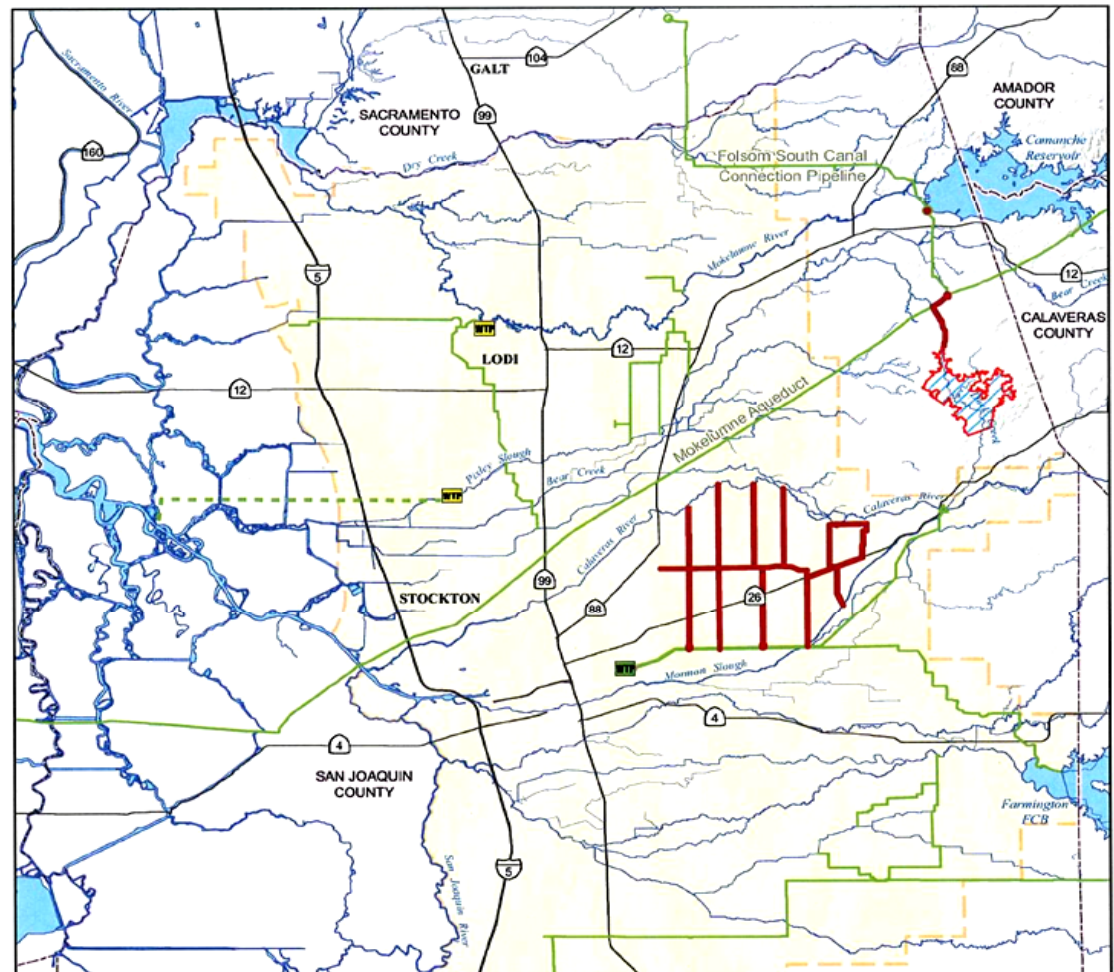 Sacramento River
160
GALT
104
99
SACRAMENTO
COUNTY
88
AMADOR
COUNTY
Camanche
Reservoir
Dry Creek
Folsom South Canal
Connection Pipeline
Mokelumne River
5
12
Bear Creek
CALAVERAS
COUNTY
WTP
LODI
12
12
Mokelumne Aqueduct
Pixley Slough
WTP
Bear Creek
Calaveras River
Calaveras River
99
STOCKTON
88
26
WTP
Mormon Slough
4
4
SAN JOAQUIN
COUNTY
Farmington
FCB
San Joaquin River
5